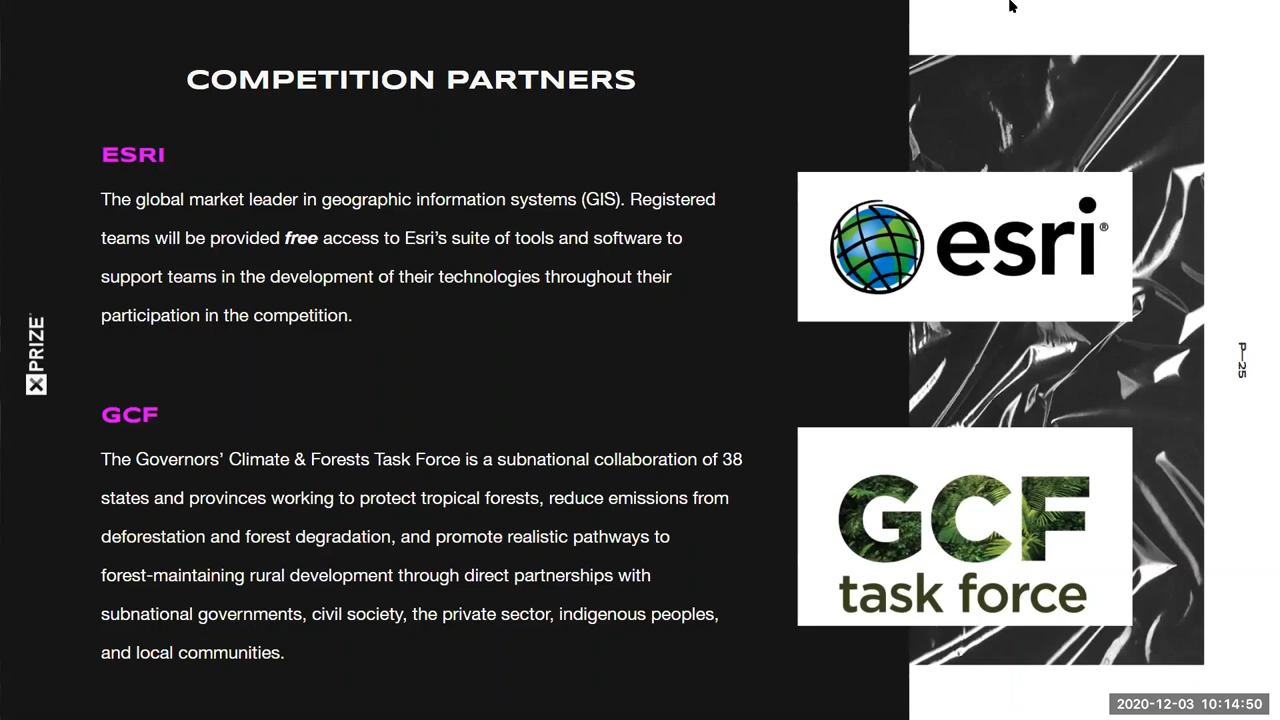 COMPETITION PARTNERS
ESRI
The global market leader in geographic information systems (GIS). Registered
teams will be provided free access to Esri’s suite of tools and software to
support teams in the development of their technologies throughout their
participation in the competition.
esri®
XPRIZE
P—25
GCF
The Governors’ Climate & Forests Task Force is a subnational collaboration of 38
states and provinces working to protect tropical forests, reduce emissions from
deforestation and forest degradation, and promote realistic pathways to
forest-maintaining rural development through direct partnerships with
subnational governments, civil society, the private sector, indigenous peoples,
and local communities.
GCF
task force
2020-12-03 10:14:50